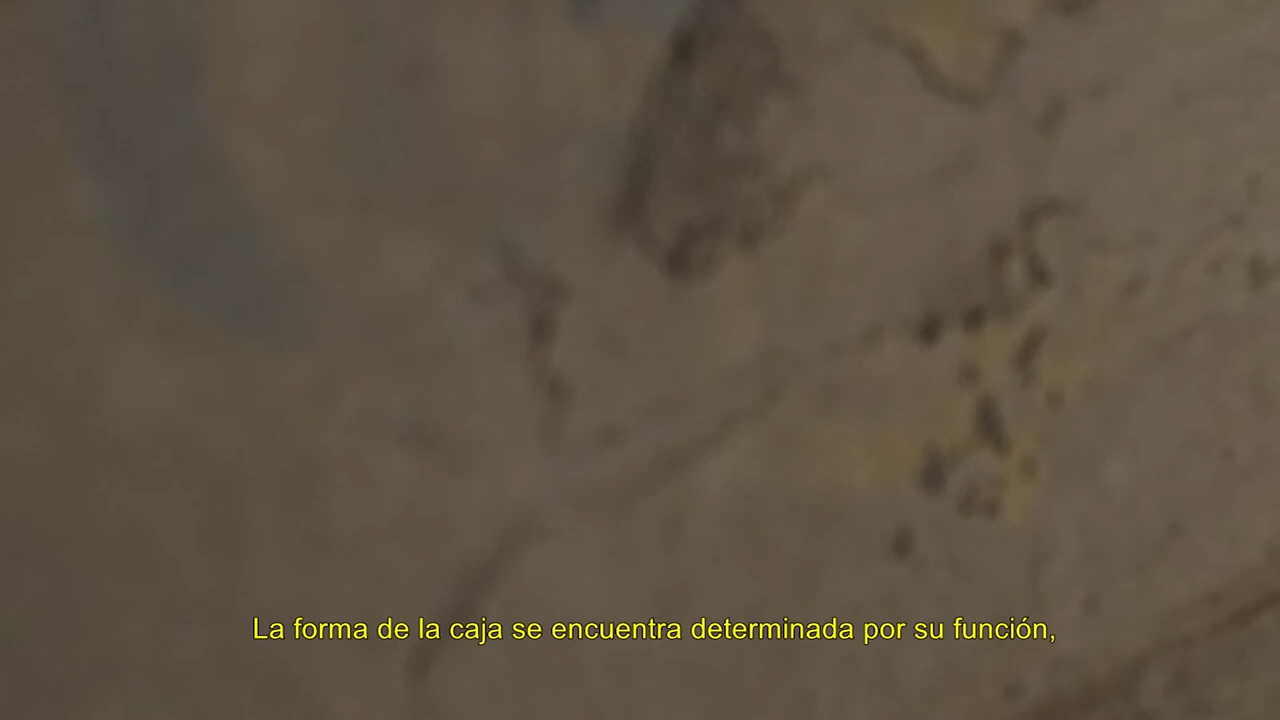 La forma de la caja se encuentra determinada por su función,